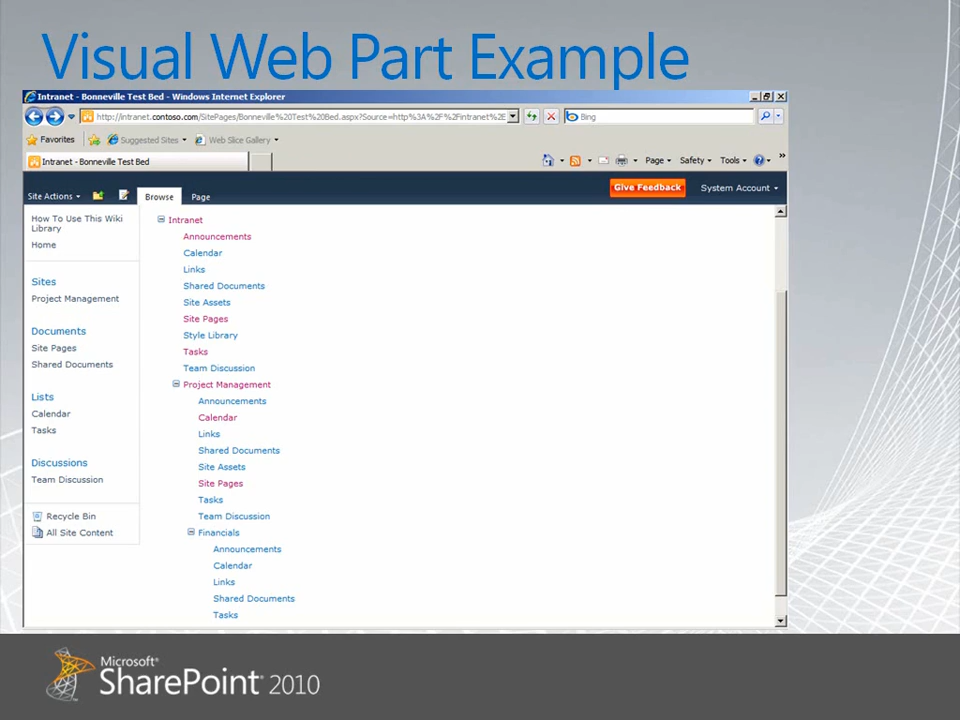 Visual Web Part Example
Intranet - Bonneville Test Bed - Windows Internet Explorer
http://intranet.contoso.com/SitePages/Bonneville%20Test%20Bed.aspx?Source=http%3A%2F%2Fintranet%2E
Bing
Favorites
Suggested Sites
Web Slice Gallery
Intranet - Bonneville Test Bed
Page
Safety
Tools
Site Actions
Browse
Page
Give Feedback
System Account
How To Use This Wiki
Library
Home
Sites
Project Management
Documents
Site Pages
Shared Documents
Lists
Calendar
Tasks
Discussions
Team Discussion
Recycle Bin
All Site Content
Intranet
Announcements
Calendar
Links
Shared Documents
Site Assets
Site Pages
Style Library
Tasks
Team Discussion
Project Management
Announcements
Calendar
Links
Shared Documents
Site Assets
Site Pages
Tasks
Team Discussion
Financials
Announcements
Calendar
Links
Shared Documents
Tasks
Microsoft®
SharePoint® 2010